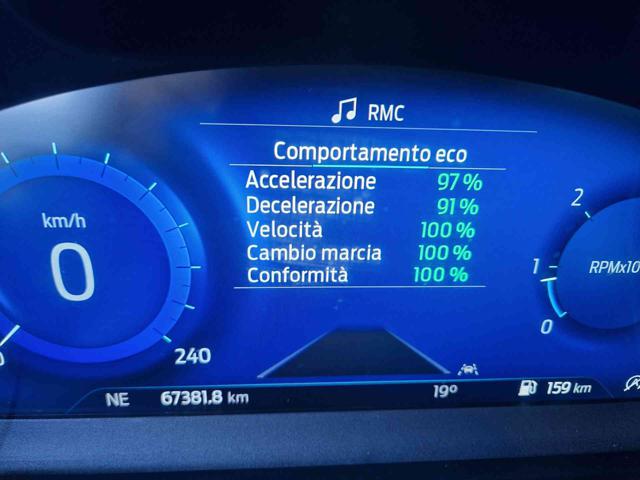 RMC
Comportamento eco
Accelerazione 97 %
Decelerazione 91 %
Velocità 100 %
Cambio marcia 100 %
Conformità 100 %
km/h
0
0 240
2
1
0
RPMx10
NE 67381.8 km 19° 159 km